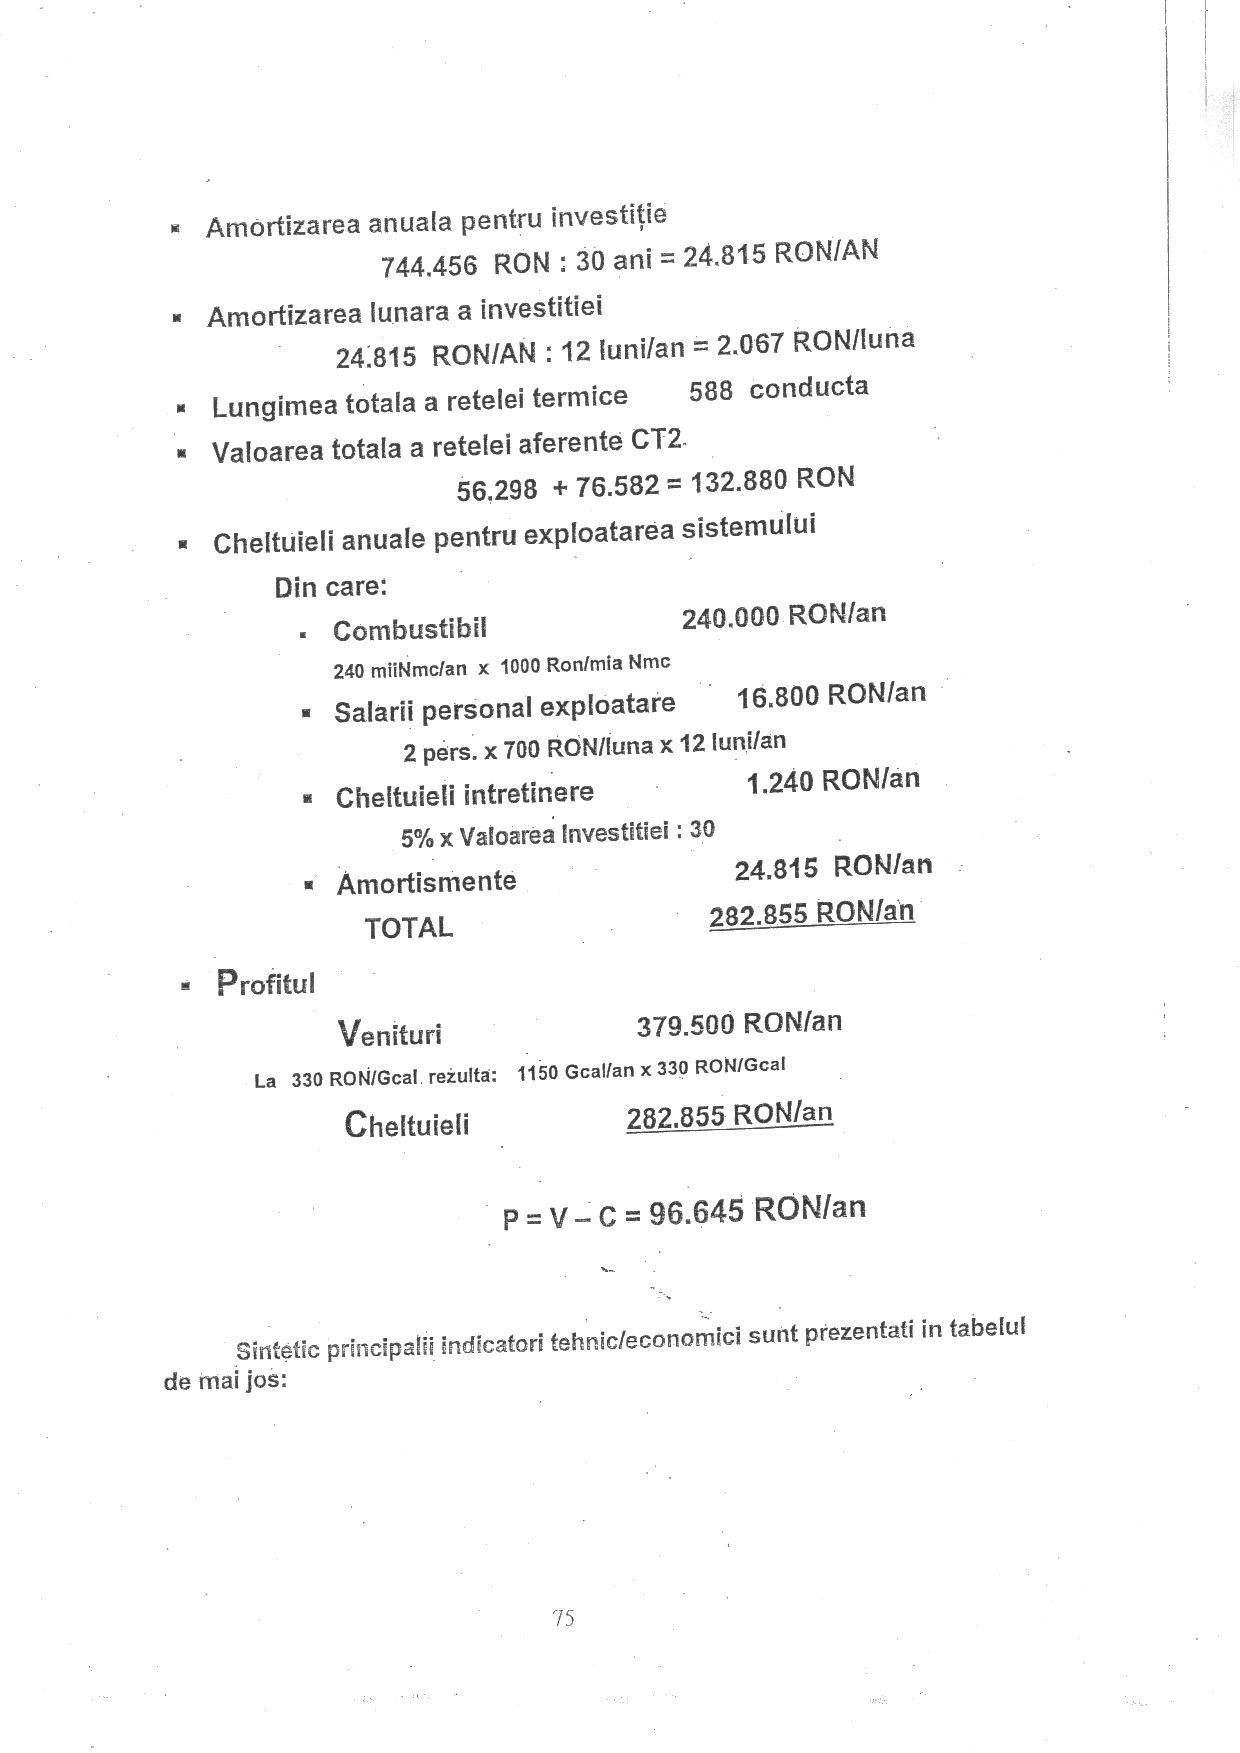 Amortizarea anuala pentru investiție
744.456 RON : 30 ani = 24.815 RON/AN
Amortizarea lunara a investitiei
24.815 RON/AN : 12 luni/an = 2.067 RON/luna
Lungimea totala a retelei termice 588 conducta
Valoarea totala a retelei aferente CT2.
56.298 + 76.582 = 132.880 RON
Cheltuieli anuale pentru exploatarea sistemului
Din care:
Combustibil 240.000 RON/an
240 miiNmc/an x 1000 Ron/mia Nmc
Salarii personal exploatare 16.800 RON/an
2 pers. x 700 RON/luna x 12 luni/an
Cheltuieli intretinere 1.240 RON/an
5% x Valoarea Investitiei : 30
Amortismente 24.815 RON/an
TOTAL 282.855 RON/an
Profitul
Venituri 379.500 RON/an
La 330 RON/Gcal rezulta: 1150 Gcal/an x 330 RON/Gcal
Cheltuieli 282.855 RON/an
P = V – C = 96.645 RON/an
Sintetic principalii indicatori tehnic/economici sunt prezentati in tabelul
de mai jos:
75